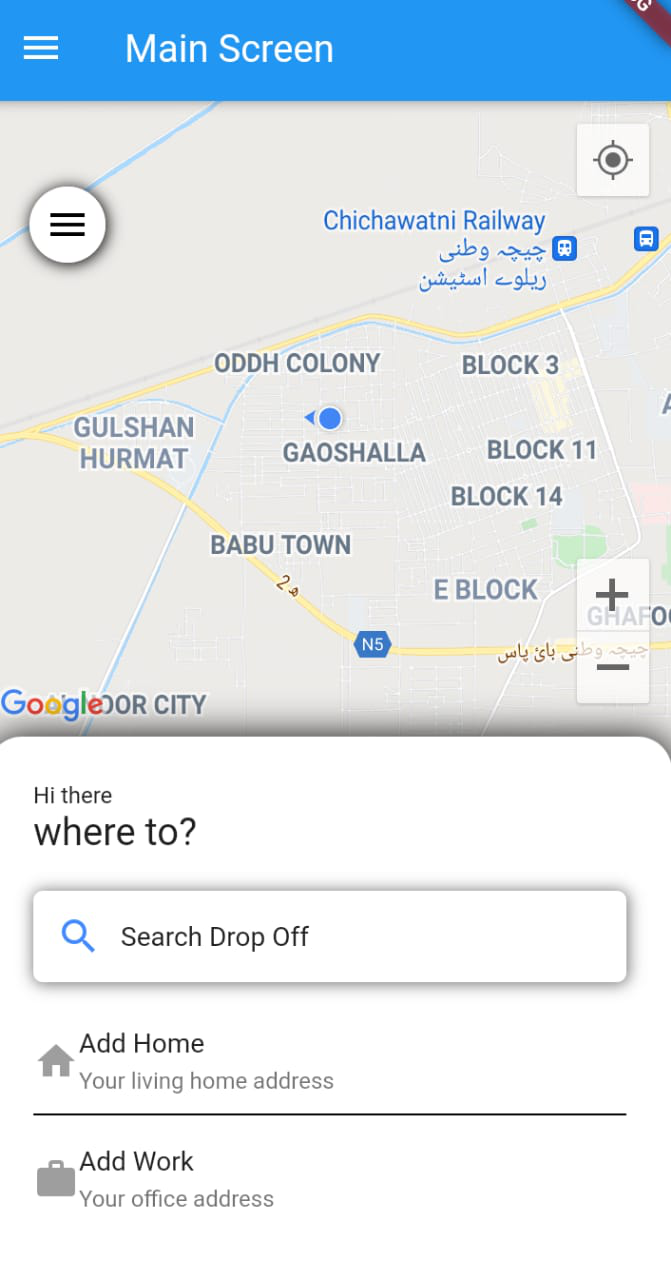 Main Screen
Chichawatni Railway
چیچہ وطنی
ریلوے اسٹیشن
ODDH COLONY
BLOCK 3
GULSHAN
HURMAT
GAOSHALLA
BLOCK 11
BLOCK 14
BABU TOWN
ھ 2
E BLOCK
+
GHAFO
N5
چیچہ وطنی بائ پاس
−
Google
OOR CITY
Hi there
where to?
Search Drop Off
Add Home
Your living home address
Add Work
Your office address